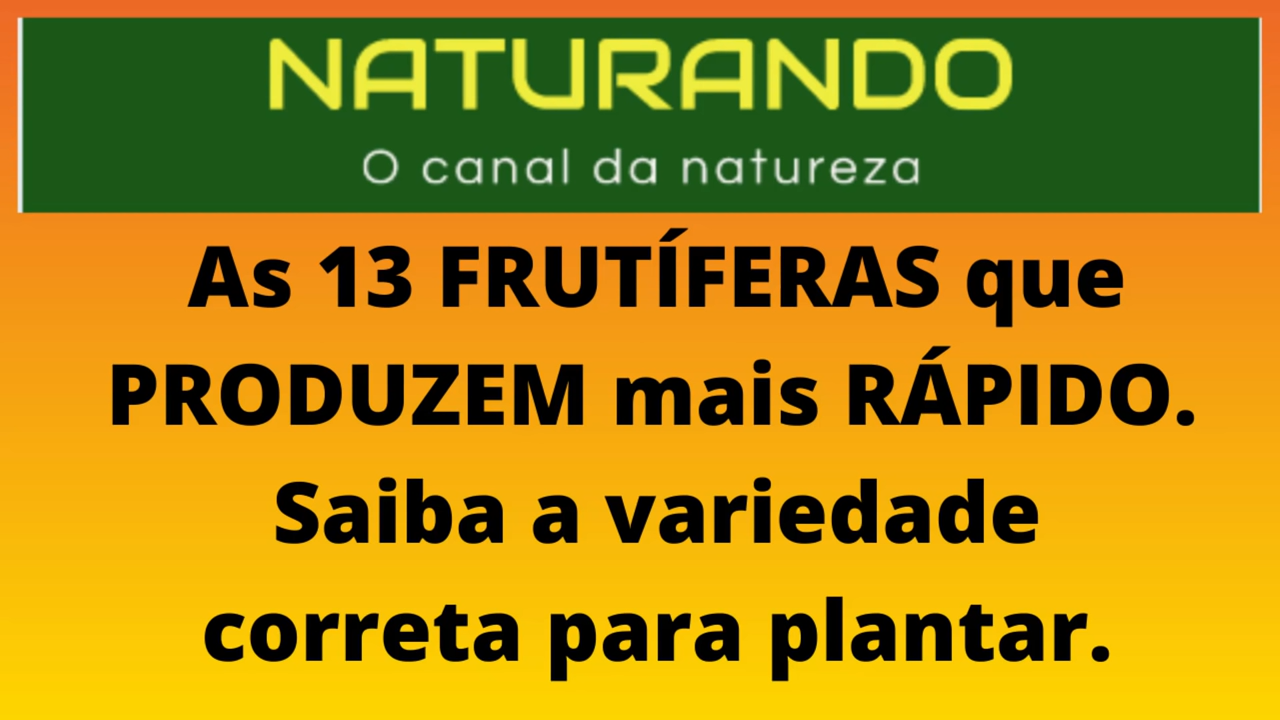 NATURANDO
O canal da natureza
As 13 FRUTÍFERAS que
PRODUZEM mais RÁPIDO.
Saiba a variedade
correta para plantar.